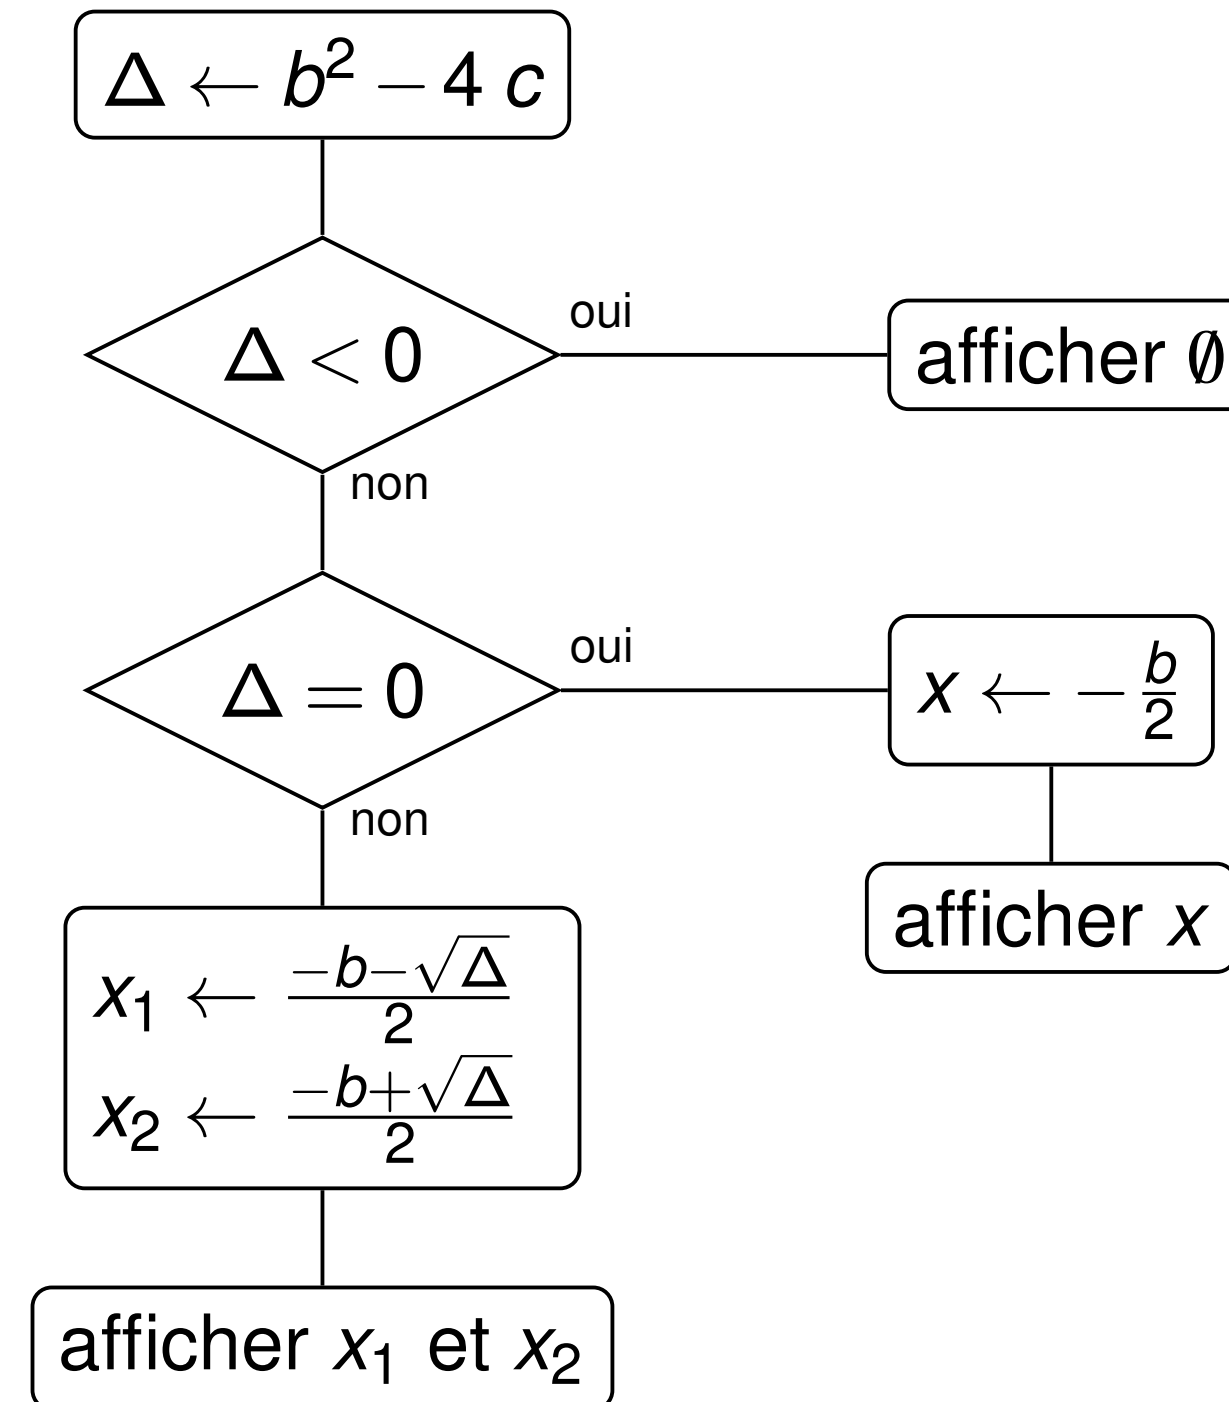 Δ ← b² − 4 c
oui
Δ < 0
afficher ∅
non
oui
Δ = 0
x ← − b/2
non
afficher x
x₁ ← −b−√Δ/2
x₂ ← −b+√Δ/2
afficher x₁ et x₂